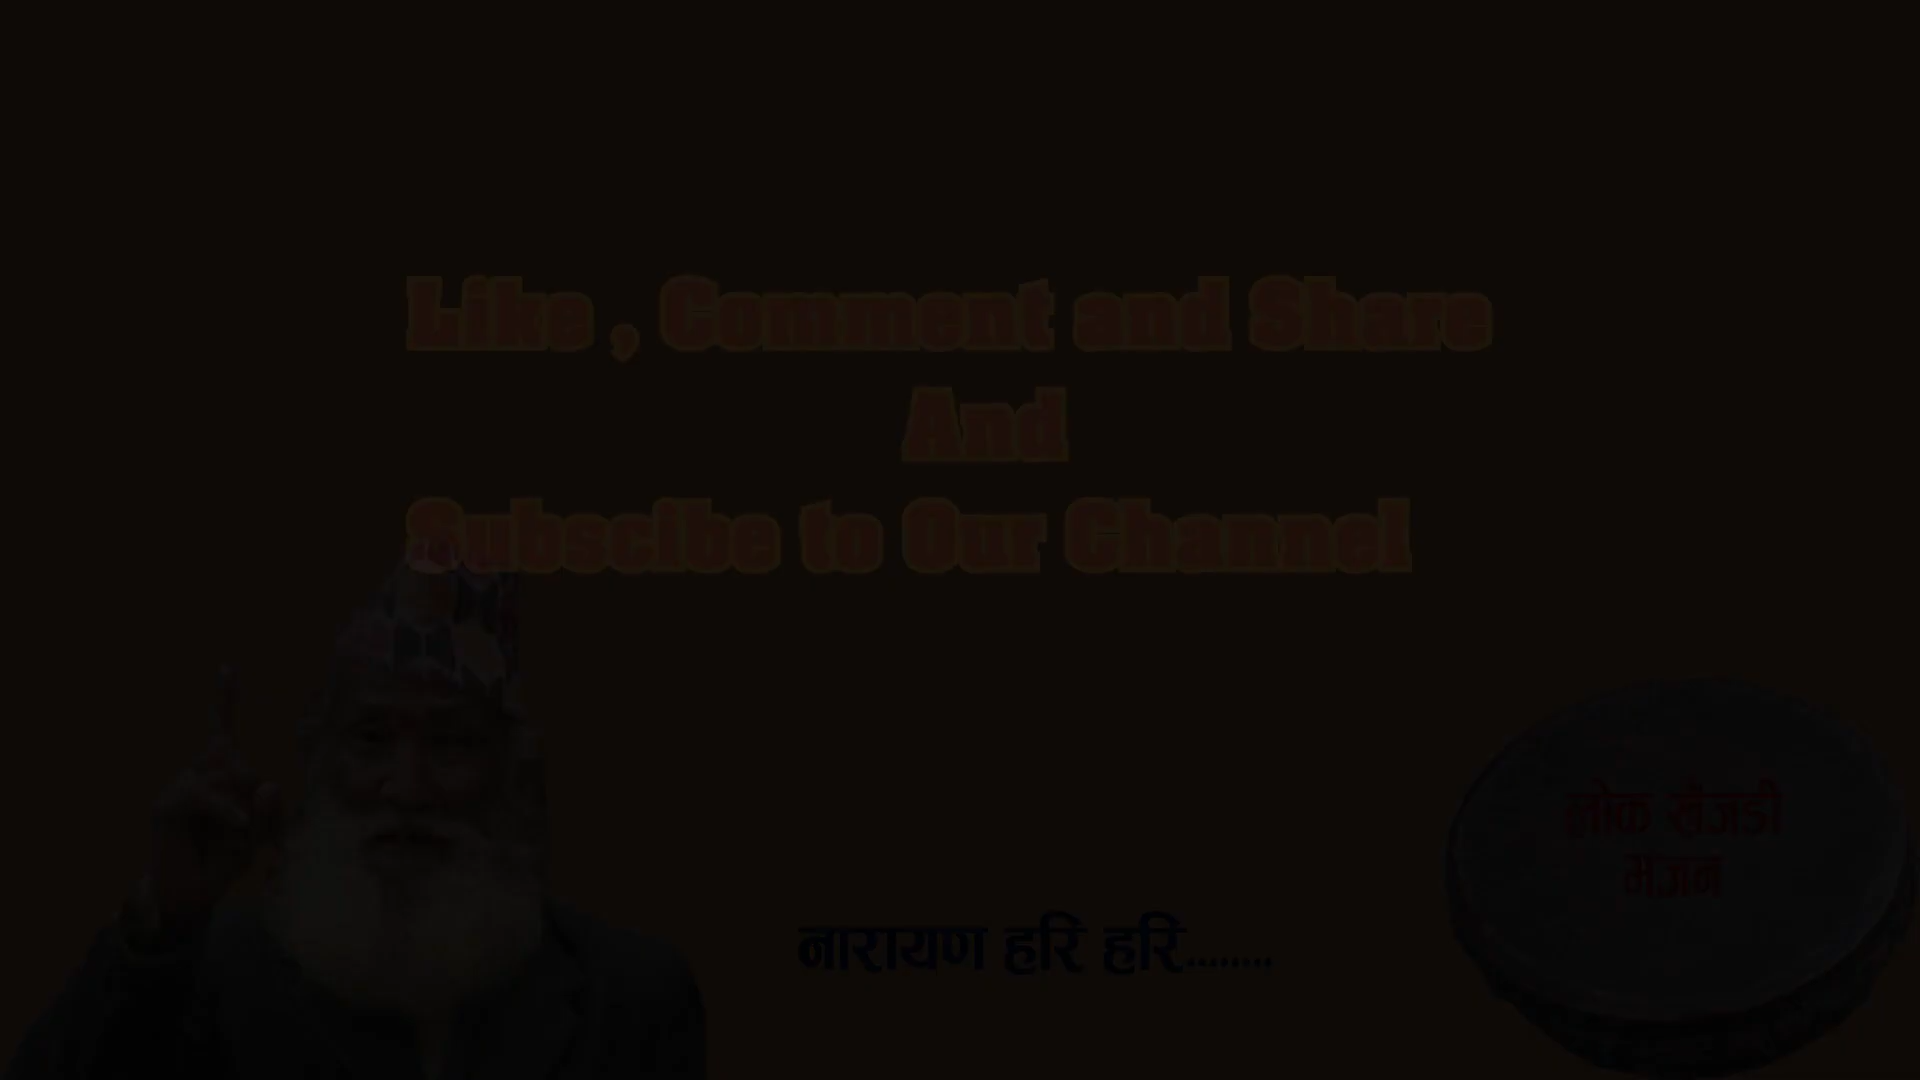 Like , Comment and Share
And
Subscibe to Our Channel
लोक खंजडी
भजन
नारायण हरि हरि........